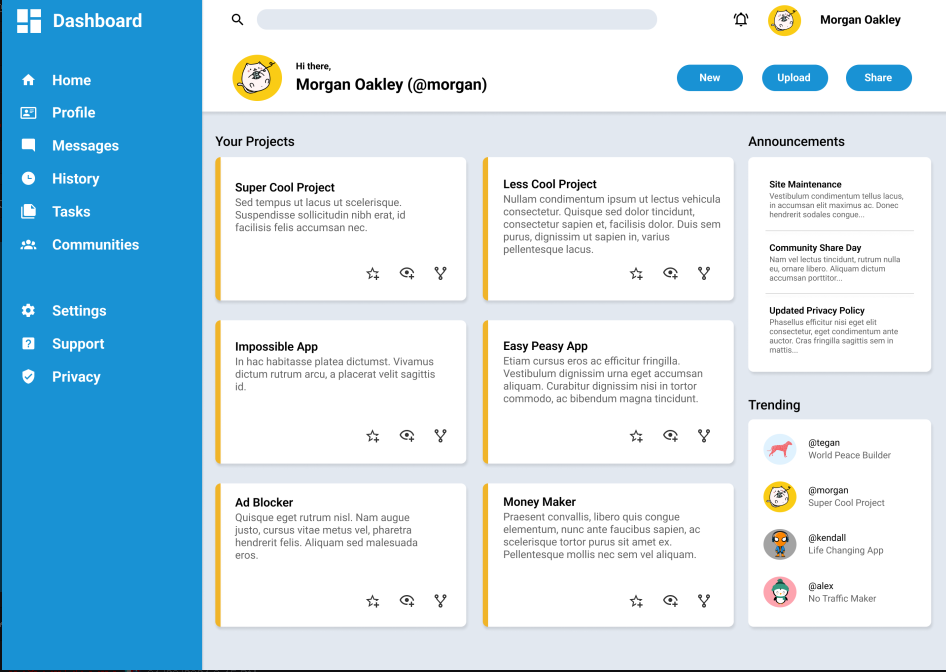 Dashboard
Home
Profile
Messages
History
Tasks
Communities
Settings
Support
Privacy
Morgan Oakley
Hi there,
Morgan Oakley (@morgan)
New
Upload
Share
Your Projects
Super Cool Project
Sed tempus ut lacus ut scelerisque.
Suspendisse sollicitudin nibh erat, id
facilisis felis accumsan nec.
Less Cool Project
Nullam condimentum ipsum ut lectus vehicula
consectetur. Quisque sed dolor tincidunt,
consectetur sapien et, facilisis dolor. Duis sem
purus, dignissim ut sapien in, varius
pellentesque lacus.
Impossible App
In hac habitasse platea dictumst. Vivamus
dictum rutrum arcu, a placerat velit sagittis
id.
Easy Peasy App
Etiam cursus eros ac efficitur fringilla.
Vestibulum dignissim urna eget accumsan
aliquam. Curabitur dignissim nisi in tortor
commodo, ac bibendum magna tincidunt.
Ad Blocker
Quisque eget rutrum nisl. Nam augue
justo, cursus vitae metus vel, pharetra
hendrerit felis. Aliquam sed malesuada
eros.
Money Maker
Praesent convallis, libero quis congue
elementum, nunc ante faucibus sapien, ac
scelerisque tortor purus sit amet ex.
Pellentesque mollis nec sem vel aliquam.
Announcements
Site Maintenance
Vestibulum condimentum tellus lacus,
in accumsan elit maximus ac. Donec
hendrerit sodales congue...
Community Share Day
Nam vel lectus tincidunt, rutrum nulla
eu, ornare libero. Aliquam dictum
accumsan porttitor...
Updated Privacy Policy
Phasellus efficitur nisi eget elit
consectetur, eget condimentum ante
auctor. Cras fringilla sagittis sem in
mattis...
Trending
@tegan
World Peace Builder
@morgan
Super Cool Project
@kendall
Life Changing App
@alex
No Traffic Maker